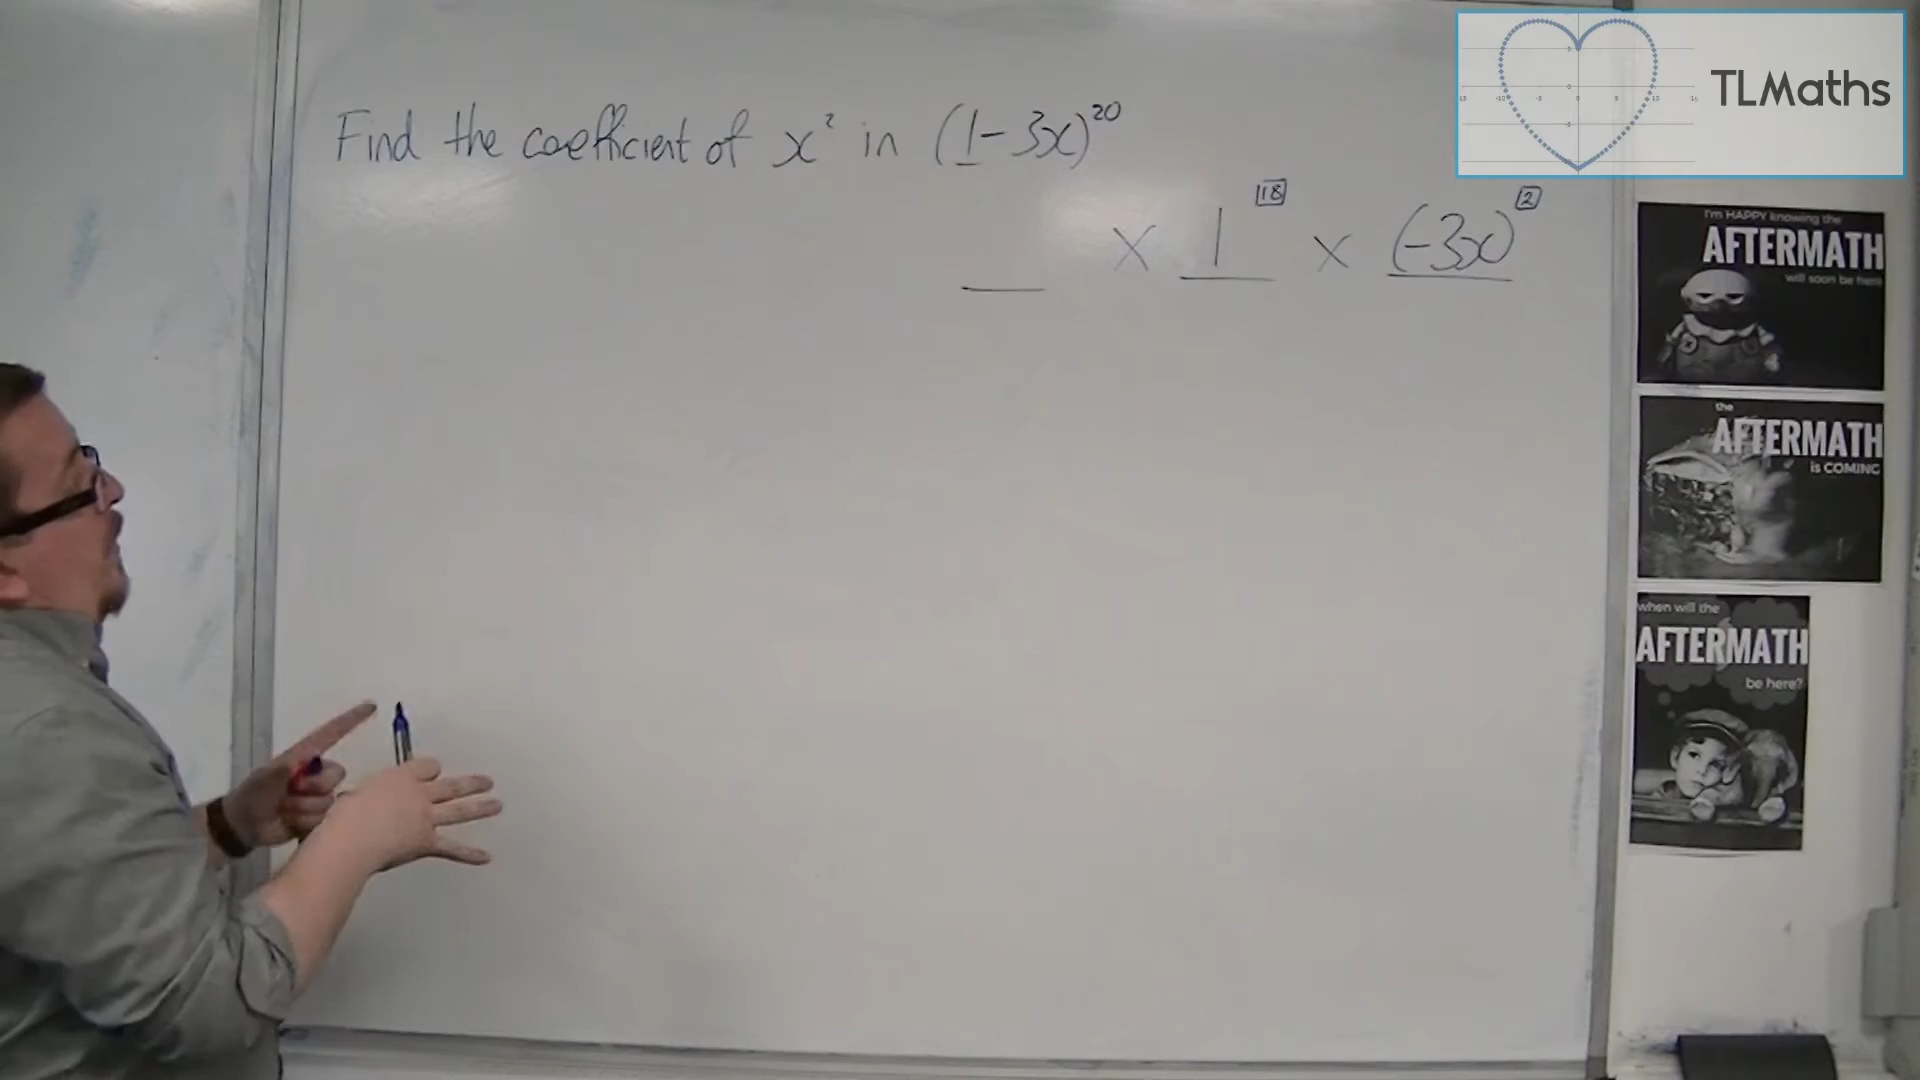 Find the coefficient of x² in (1-3x)²⁰
× 1^[18] × (-3x)^[2]
TLMaths
I'm HAPPY knowing the
AFTERMATH
will soon be here
the
AFTERMATH
is COMING
when will the
AFTERMATH
be here?